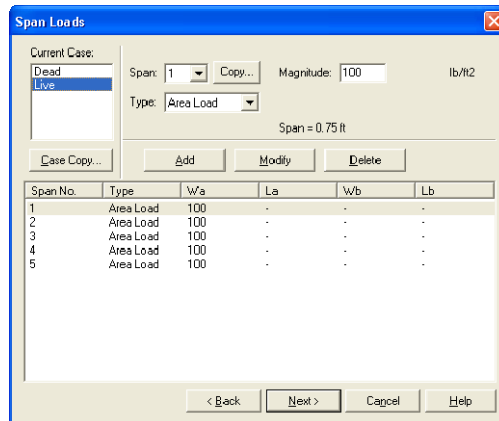 Span Loads
Current Case:
Dead
Live
Span: 1 Copy... Magnitude: 100 lb/ft2
Type: Area Load
Span = 0.75 ft
Case Copy... Add Modify Delete
Span No. Type Wa La Wb Lb
1 Area Load 100 - - -
2 Area Load 100 - - -
3 Area Load 100 - - -
4 Area Load 100 - - -
5 Area Load 100 - - -
< Back Next > Cancel Help